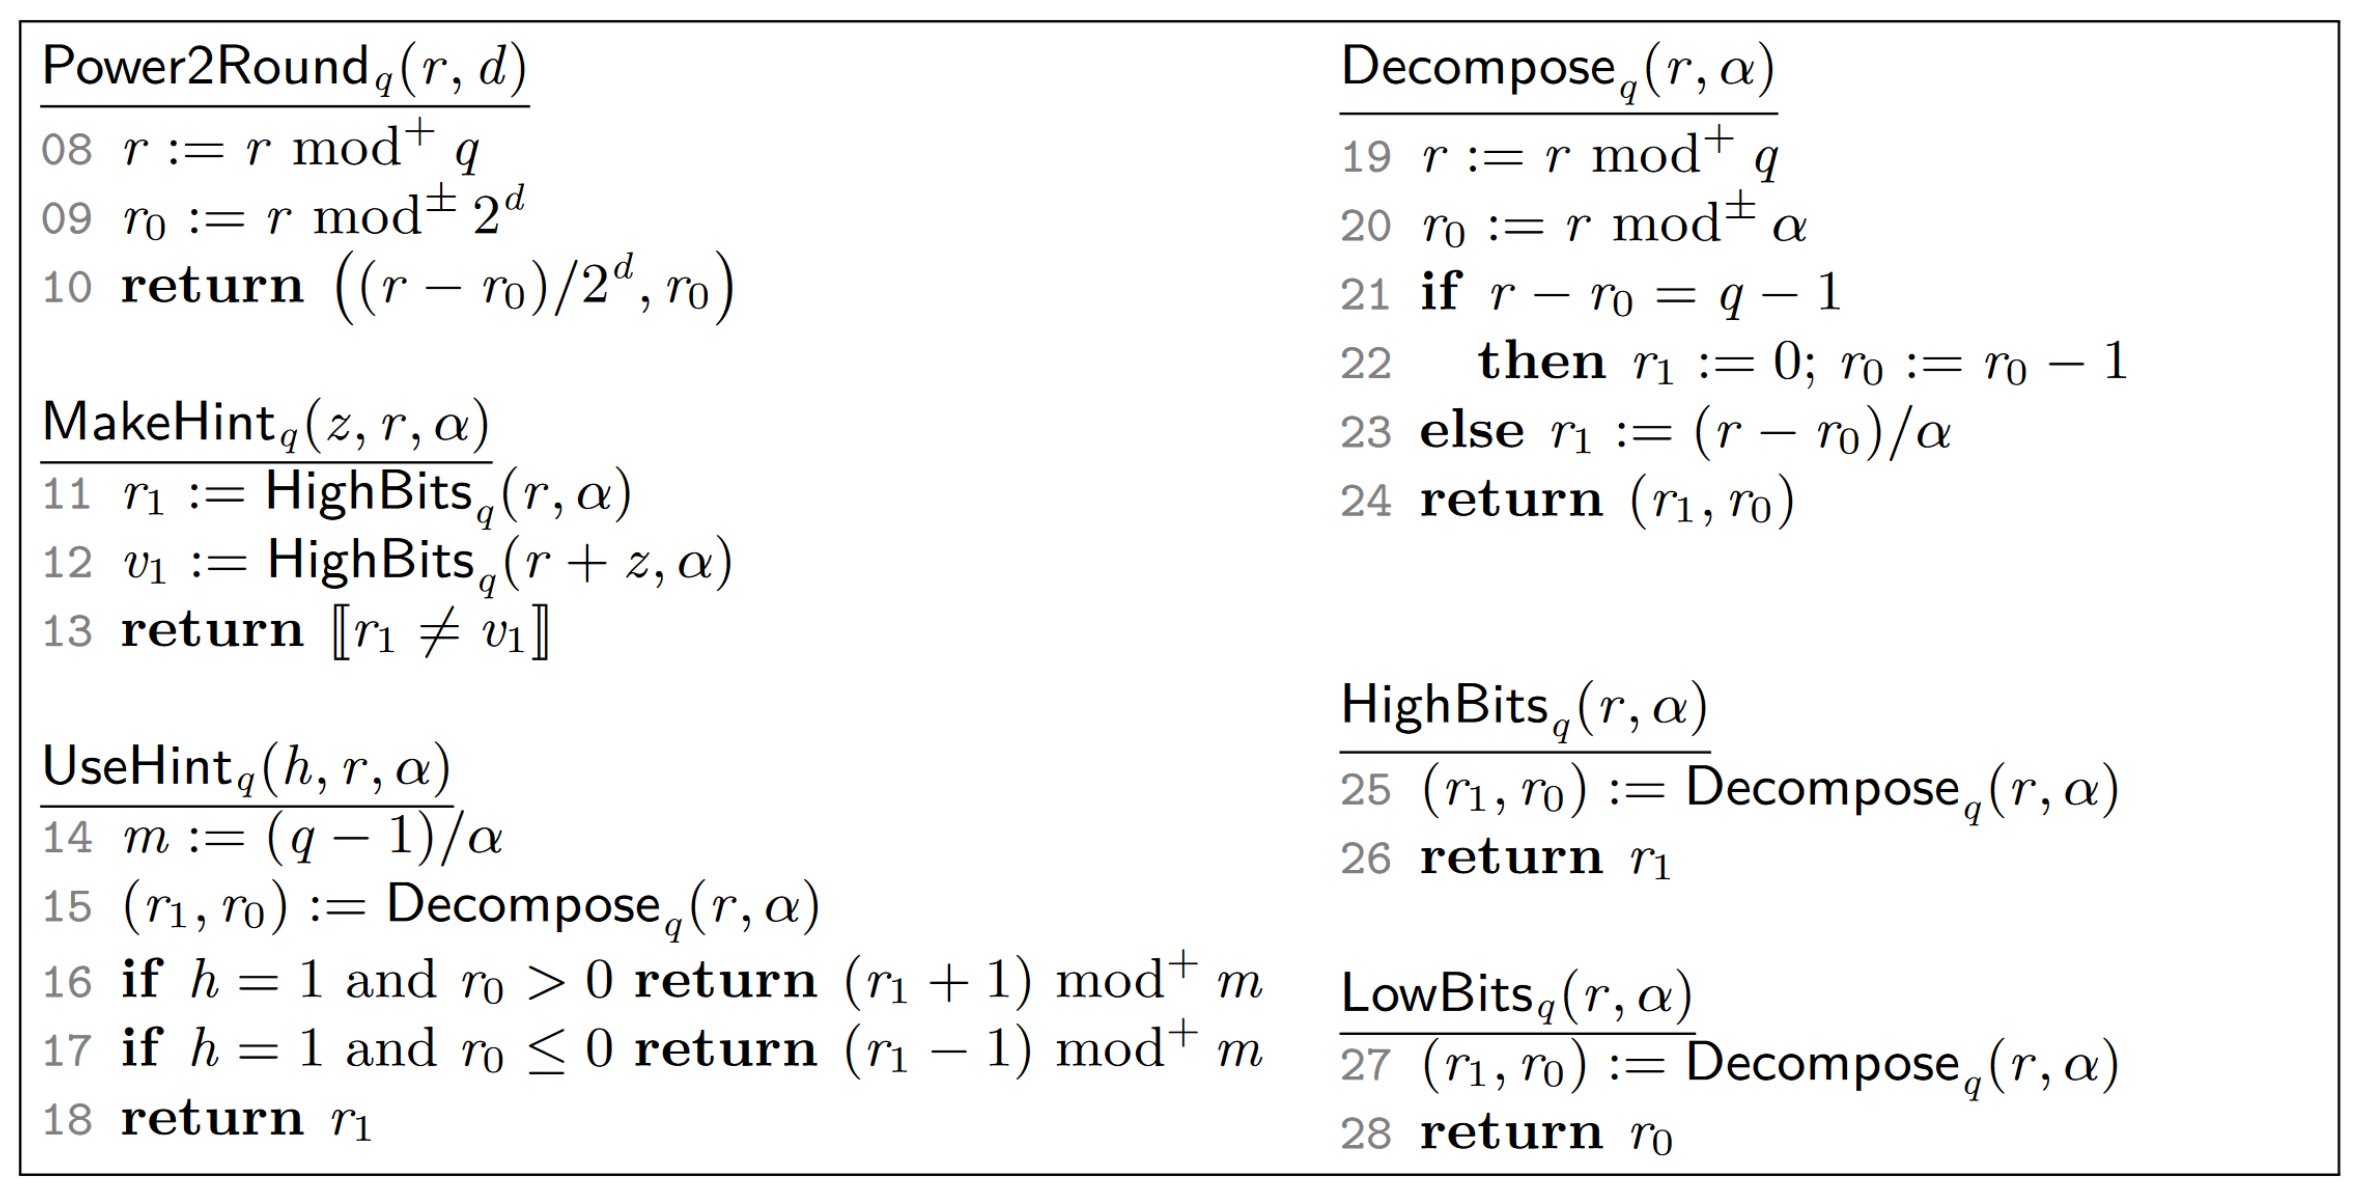 Power2Round_q(r, d)
08 r := r mod⁺ q
09 r₀ := r mod± 2^d
10 return ((r − r₀)/2^d, r₀)
MakeHint_q(z, r, α)
11 r₁ := HighBits_q(r, α)
12 v₁ := HighBits_q(r + z, α)
13 return ⟦r₁ ≠ v₁⟧
UseHint_q(h, r, α)
14 m := (q − 1)/α
15 (r₁, r₀) := Decompose_q(r, α)
16 if h = 1 and r₀ > 0 return (r₁ + 1) mod⁺ m
17 if h = 1 and r₀ ≤ 0 return (r₁ − 1) mod⁺ m
18 return r₁
Decompose_q(r, α)
19 r := r mod⁺ q
20 r₀ := r mod± α
21 if r − r₀ = q − 1
22 then r₁ := 0; r₀ := r₀ − 1
23 else r₁ := (r − r₀)/α
24 return (r₁, r₀)
HighBits_q(r, α)
25 (r₁, r₀) := Decompose_q(r, α)
26 return r₁
LowBits_q(r, α)
27 (r₁, r₀) := Decompose_q(r, α)
28 return r₀